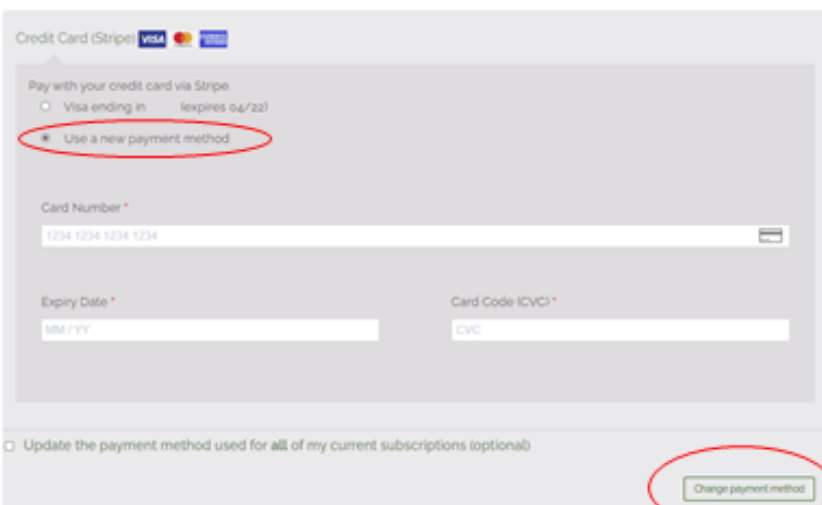 Credit Card (Stripe) VISA
Pay with your credit card via Stripe.
Visa ending in (expires 04/22)
Use a new payment method
Card Number *
1234 1234 1234 1234
Expiry Date * Card Code (CVC) *
MM / YY CVC
Update the payment method used for all of my current subscriptions (optional)
Change payment method